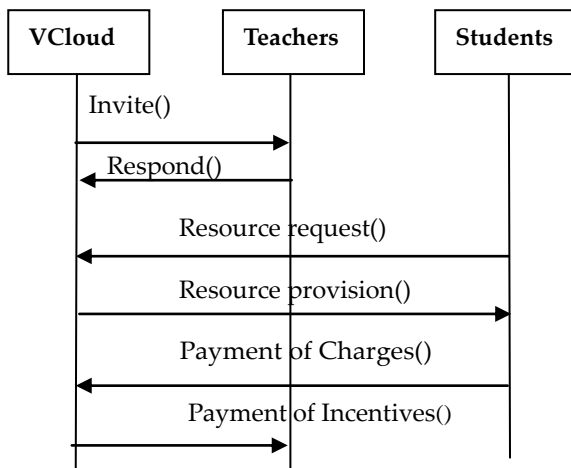 VCloud Teachers Students
Invite()
Respond()
Resource request()
Resource provision()
Payment of Charges()
Payment of Incentives()